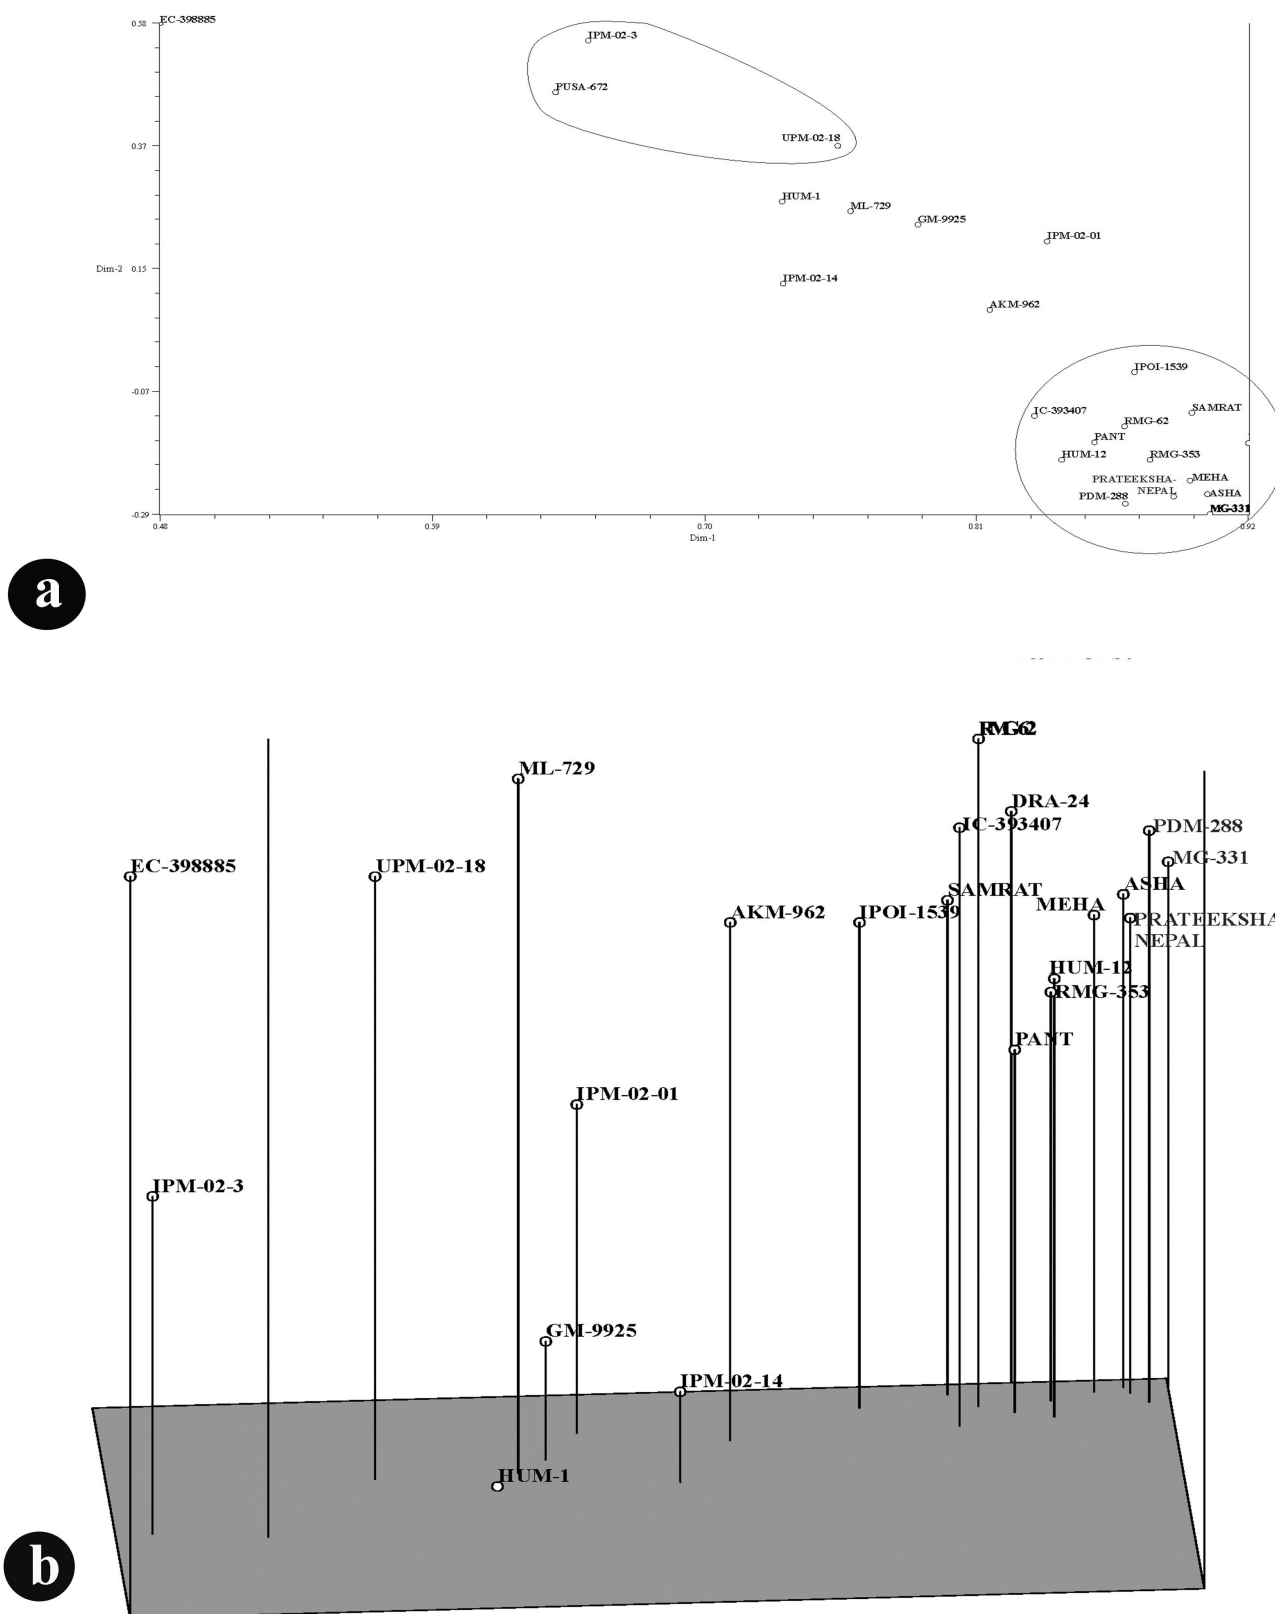 EC-398885
0.58
IPM-02-3
PUSA-672
UPM-02-18
0.37
HUM-1
ML-729
GM-9925
IPM-02-01
Dim-2
0.15
IPM-02-14
AKM-962
IPOI-1539
-0.07
IC-393407
SAMRAT
RMG-62
PANT
HUM-12
RMG-353
PRATEEKSHA-
NEPAL
MEHA
PDM-288
ASHA
MG-331
-0.29
0.48
0.59
0.70
0.81
0.92
Dim-1
a
ML-729
DRA-24
IC-393407
PDM-288
MG-331
EC-398885
UPM-02-18
SAMRAT
ASHA
MEHA
AKM-962
IPOI-1539
PRATEEKSHA
NEPAL
HUM-12
RMG-353
PANT
IPM-02-01
IPM-02-3
GM-9925
IPM-02-14
HUM-1
b